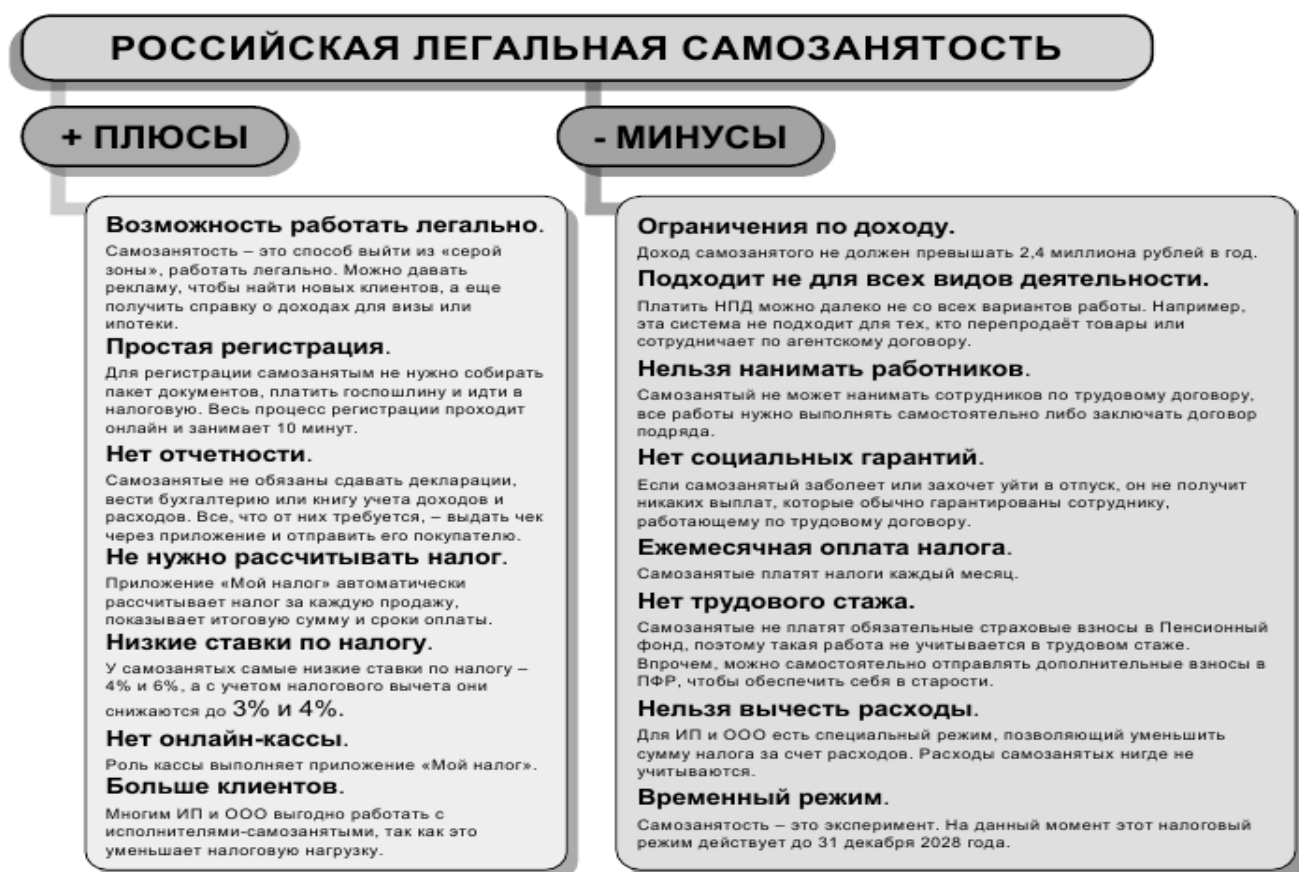 РОССИЙСКАЯ ЛЕГАЛЬНАЯ САМОЗАНЯТОСТЬ
+ ПЛЮСЫ
Возможность работать легально.
Самозанятость – это способ выйти из «серой
зоны», работать легально. Можно давать
рекламу, чтобы найти новых клиентов, а еще
получить справку о доходах для визы или
ипотеки.
Простая регистрация.
Для регистрации самозанятым не нужно собирать
пакет документов, платить госпошлину и идти в
налоговую. Весь процесс регистрации проходит
онлайн и занимает 10 минут.
Нет отчетности.
Самозанятые не обязаны сдавать декларации,
вести бухгалтерию или книгу учета доходов и
расходов. Все, что от них требуется, – выдать чек
через приложение и отправить его покупателю.
Не нужно рассчитывать налог.
Приложение «Мой налог» автоматически
рассчитывает налог за каждую продажу,
показывает итоговую сумму и сроки оплаты.
Низкие ставки по налогу.
У самозанятых самые низкие ставки по налогу –
4% и 6%, а с учетом налогового вычета они
снижаются до 3% и 4%.
Нет онлайн-кассы.
Роль кассы выполняет приложение «Мой налог».
Больше клиентов.
Многим ИП и ООО выгодно работать с
исполнителями-самозанятыми, так как это
уменьшает налоговую нагрузку.
- МИНУСЫ
Ограничения по доходу.
Доход самозанятого не должен превышать 2,4 миллиона рублей в год.
Подходит не для всех видов деятельности.
Платить НПД можно далеко не со всех вариантов работы. Например,
эта система не подходит для тех, кто перепродаёт товары или
сотрудничает по агентскому договору.
Нельзя нанимать работников.
Самозанятый не может нанимать сотрудников по трудовому договору,
все работы нужно выполнять самостоятельно либо заключать договор
подряда.
Нет социальных гарантий.
Если самозанятый заболеет или захочет уйти в отпуск, он не получит
никаких выплат, которые обычно гарантированы сотруднику,
работающему по трудовому договору.
Ежемесячная оплата налога.
Самозанятые платят налоги каждый месяц.
Нет трудового стажа.
Самозанятые не платят обязательные страховые взносы в Пенсионный
фонд, поэтому такая работа не учитывается в трудовом стаже.
Впрочем, можно самостоятельно отправлять дополнительные взносы в
ПФР, чтобы обеспечить себя в старости.
Нельзя вычесть расходы.
Для ИП и ООО есть специальный режим, позволяющий уменьшить
сумму налога за счет расходов. Расходы самозанятых нигде не
учитываются.
Временный режим.
Самозанятость – это эксперимент. На данный момент этот налоговый
режим действует до 31 декабря 2028 года.